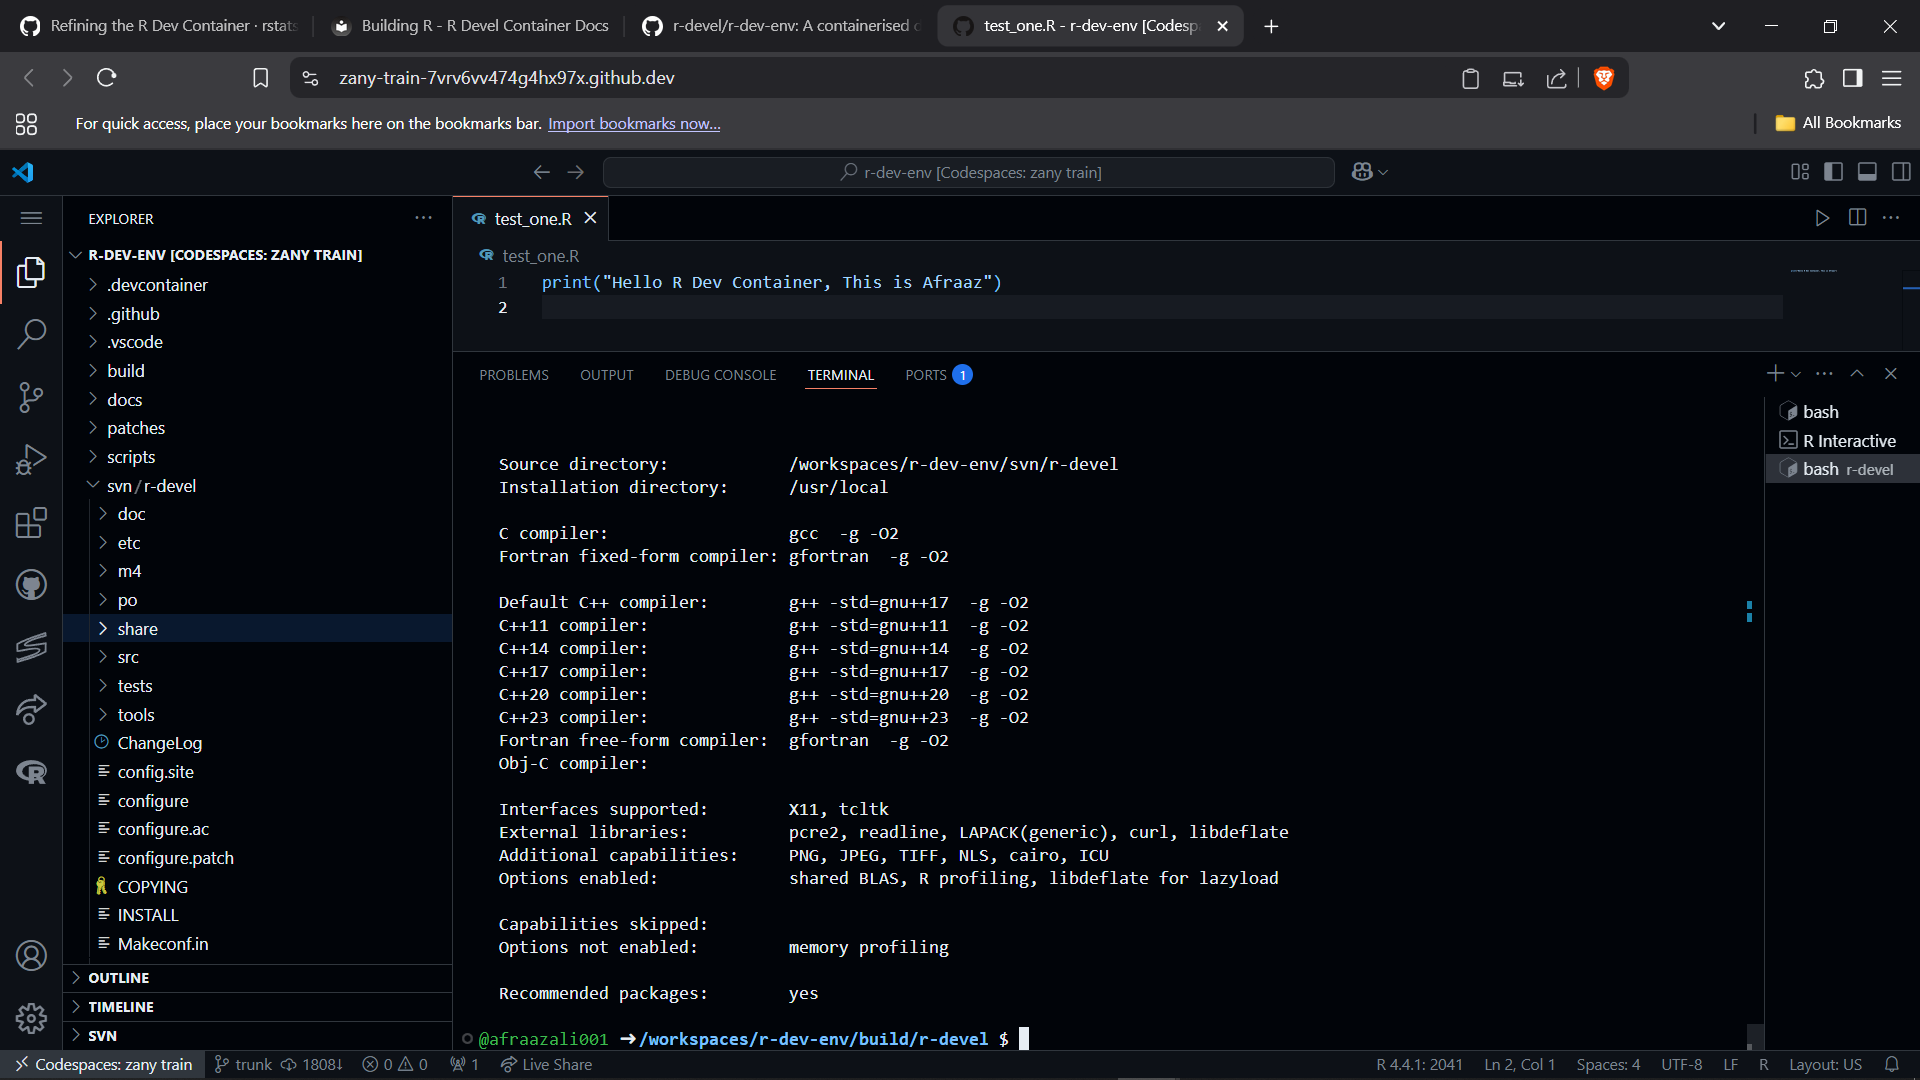 Refining the R Dev Container · rstats
Building R - R Devel Container Docs
r-devel/r-dev-env: A containerised
test_one.R - r-dev-env [Codesp
zany-train-7vrv6vv474g4hx97x.github.dev
For quick access, place your bookmarks here on the bookmarks bar. Import bookmarks now...
All Bookmarks
r-dev-env [Codespaces: zany train]
EXPLORER
R-DEV-ENV [CODESPACES: ZANY TRAIN]
.devcontainer
.github
.vscode
build
docs
patches
scripts
svn/r-devel
doc
etc
m4
po
share
src
tests
tools
ChangeLog
config.site
configure
configure.ac
configure.patch
COPYING
INSTALL
Makeconf.in
OUTLINE
TIMELINE
SVN
test_one.R
test_one.R
1 print("Hello R Dev Container, This is Afraaz")
2
PROBLEMS OUTPUT DEBUG CONSOLE TERMINAL PORTS 1
Source directory: /workspaces/r-dev-env/svn/r-devel
Installation directory: /usr/local
C compiler: gcc -g -O2
Fortran fixed-form compiler: gfortran -g -O2
Default C++ compiler: g++ -std=gnu++17 -g -O2
C++11 compiler: g++ -std=gnu++11 -g -O2
C++14 compiler: g++ -std=gnu++14 -g -O2
C++17 compiler: g++ -std=gnu++17 -g -O2
C++20 compiler: g++ -std=gnu++20 -g -O2
C++23 compiler: g++ -std=gnu++23 -g -O2
Fortran free-form compiler: gfortran -g -O2
Obj-C compiler:
Interfaces supported: X11, tcltk
External libraries: pcre2, readline, LAPACK(generic), curl, libdeflate
Additional capabilities: PNG, JPEG, TIFF, NLS, cairo, ICU
Options enabled: shared BLAS, R profiling, libdeflate for lazyload
Capabilities skipped:
Options not enabled: memory profiling
Recommended packages: yes
@afraazali001 ➜ /workspaces/r-dev-env/build/r-devel $
bash
R Interactive
bash r-devel
Codespaces: zany train trunk 1808↓ 0 0 1 Live Share R 4.4.1: 2041 Ln 2, Col 1 Spaces: 4 UTF-8 LF R Layout: US